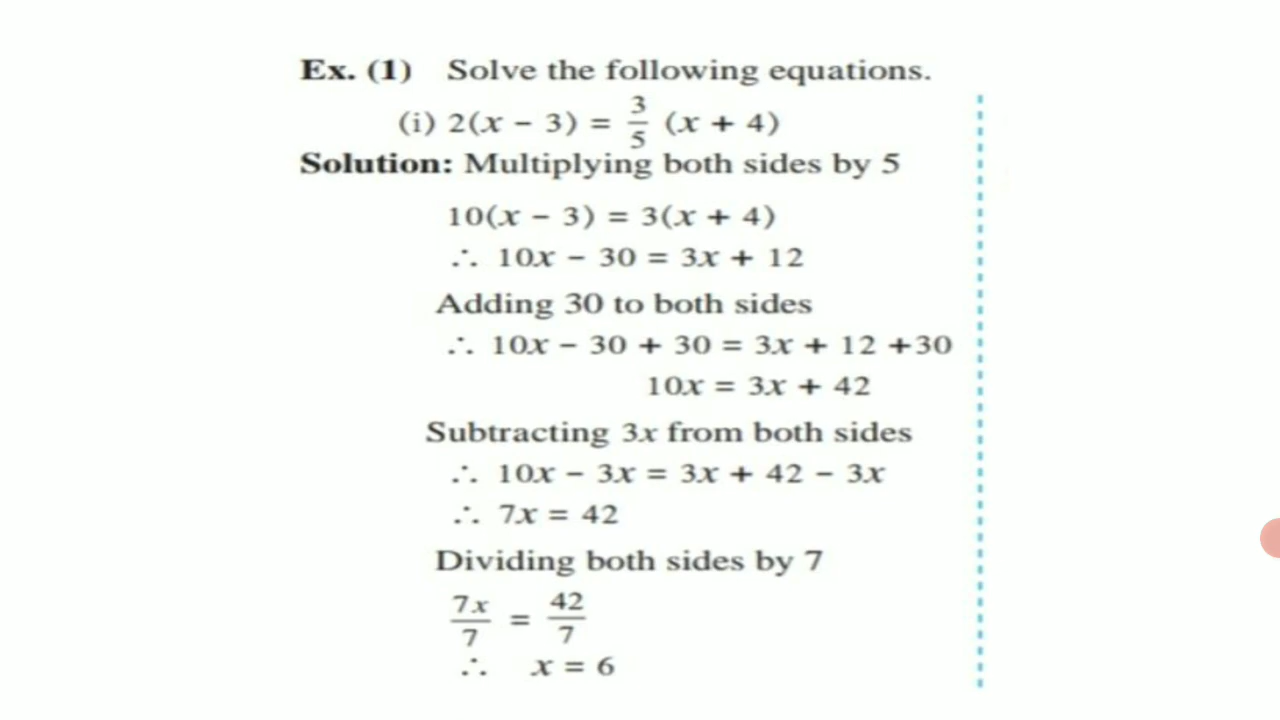 Ex. (1) Solve the following equations.
(i) 2(x − 3) = 3/5 (x + 4)
Solution: Multiplying both sides by 5
10(x − 3) = 3(x + 4)
∴ 10x − 30 = 3x + 12
Adding 30 to both sides
∴ 10x − 30 + 30 = 3x + 12 +30
10x = 3x + 42
Subtracting 3x from both sides
∴ 10x − 3x = 3x + 42 − 3x
∴ 7x = 42
Dividing both sides by 7
7x/7 = 42/7
∴ x = 6